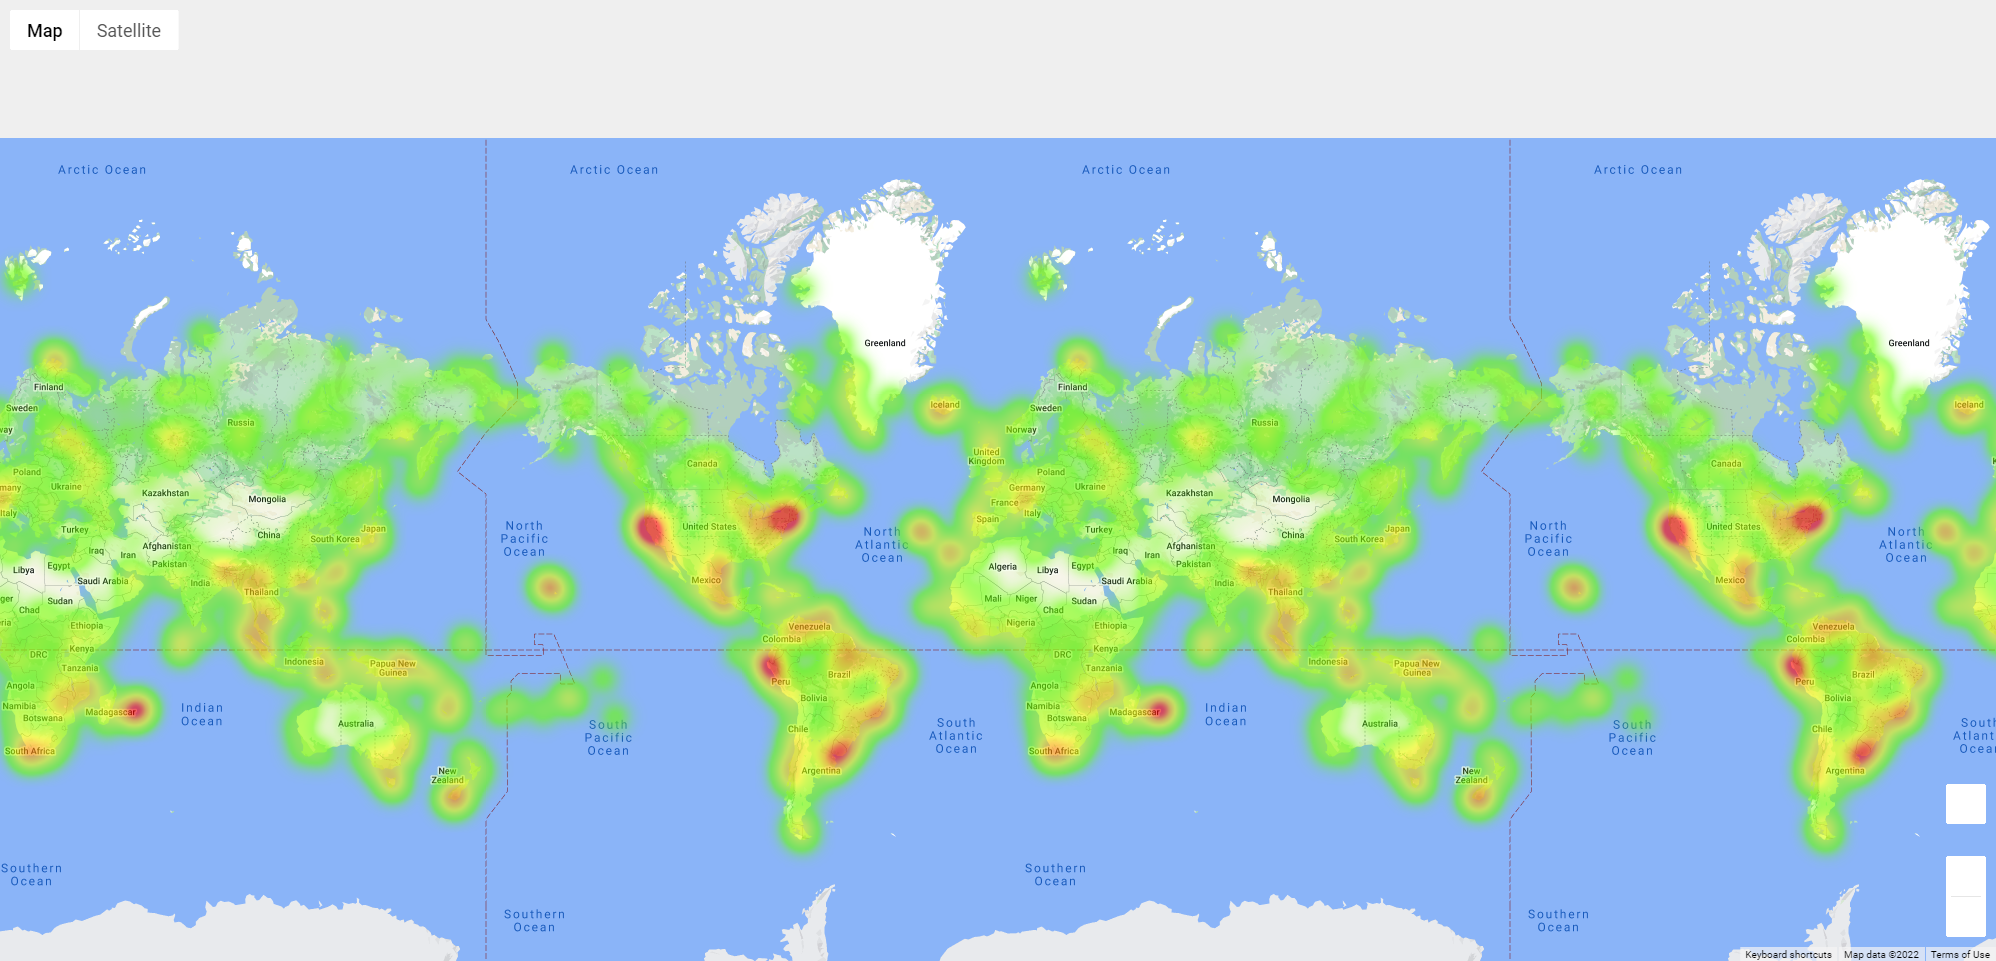 Map
Satellite
Arctic Ocean
Arctic Ocean
Arctic Ocean
Arctic Ocean
Greenland
Greenland
Finland
Sweden
way
Russia
Poland
many
Ukraine
Italy
Kazakhstan
Mongolia
Turkey
China
South Korea
Japan
Iraq
Iran
Afghanistan
Pakistan
Libya
Egypt
Saudi Arabia
India
Thailand
ger
Chad
Sudan
Ethiopia
ria
DRC
Kenya
Tanzania
Indonesia
Papua New
Guinea
Angola
Namibia
Botswana
Madagascar
South Africa
Indian
Ocean
Australia
New
Zealand
Southern
Ocean
North
Pacific
Ocean
South
Pacific
Ocean
Southern
Ocean
Canada
United States
Mexico
Venezuela
Colombia
Peru
Brazil
Bolivia
Chile
Argentina
North
Atlantic
Ocean
South
Atlantic
Ocean
Iceland
Finland
Sweden
Norway
United
Kingdom
Russia
Poland
Germany
Ukraine
France
Italy
Spain
Kazakhstan
Mongolia
Turkey
China
South Korea
Japan
Iraq
Iran
Afghanistan
Pakistan
Algeria
Libya
Egypt
Saudi Arabia
India
Thailand
Mali
Niger
Chad
Sudan
Nigeria
Ethiopia
DRC
Kenya
Tanzania
Indonesia
Papua New
Guinea
Angola
Namibia
Botswana
Madagascar
South Africa
Indian
Ocean
Australia
New
Zealand
Southern
Ocean
North
Pacific
Ocean
South
Pacific
Ocean
Southern
Ocean
Canada
United States
Mexico
Venezuela
Colombia
Peru
Brazil
Bolivia
Chile
Argentina
Iceland
North
Atlantic
Ocean
South
Atlant
Ocea
Keyboard shortcuts
Map data ©2022
Terms of Use